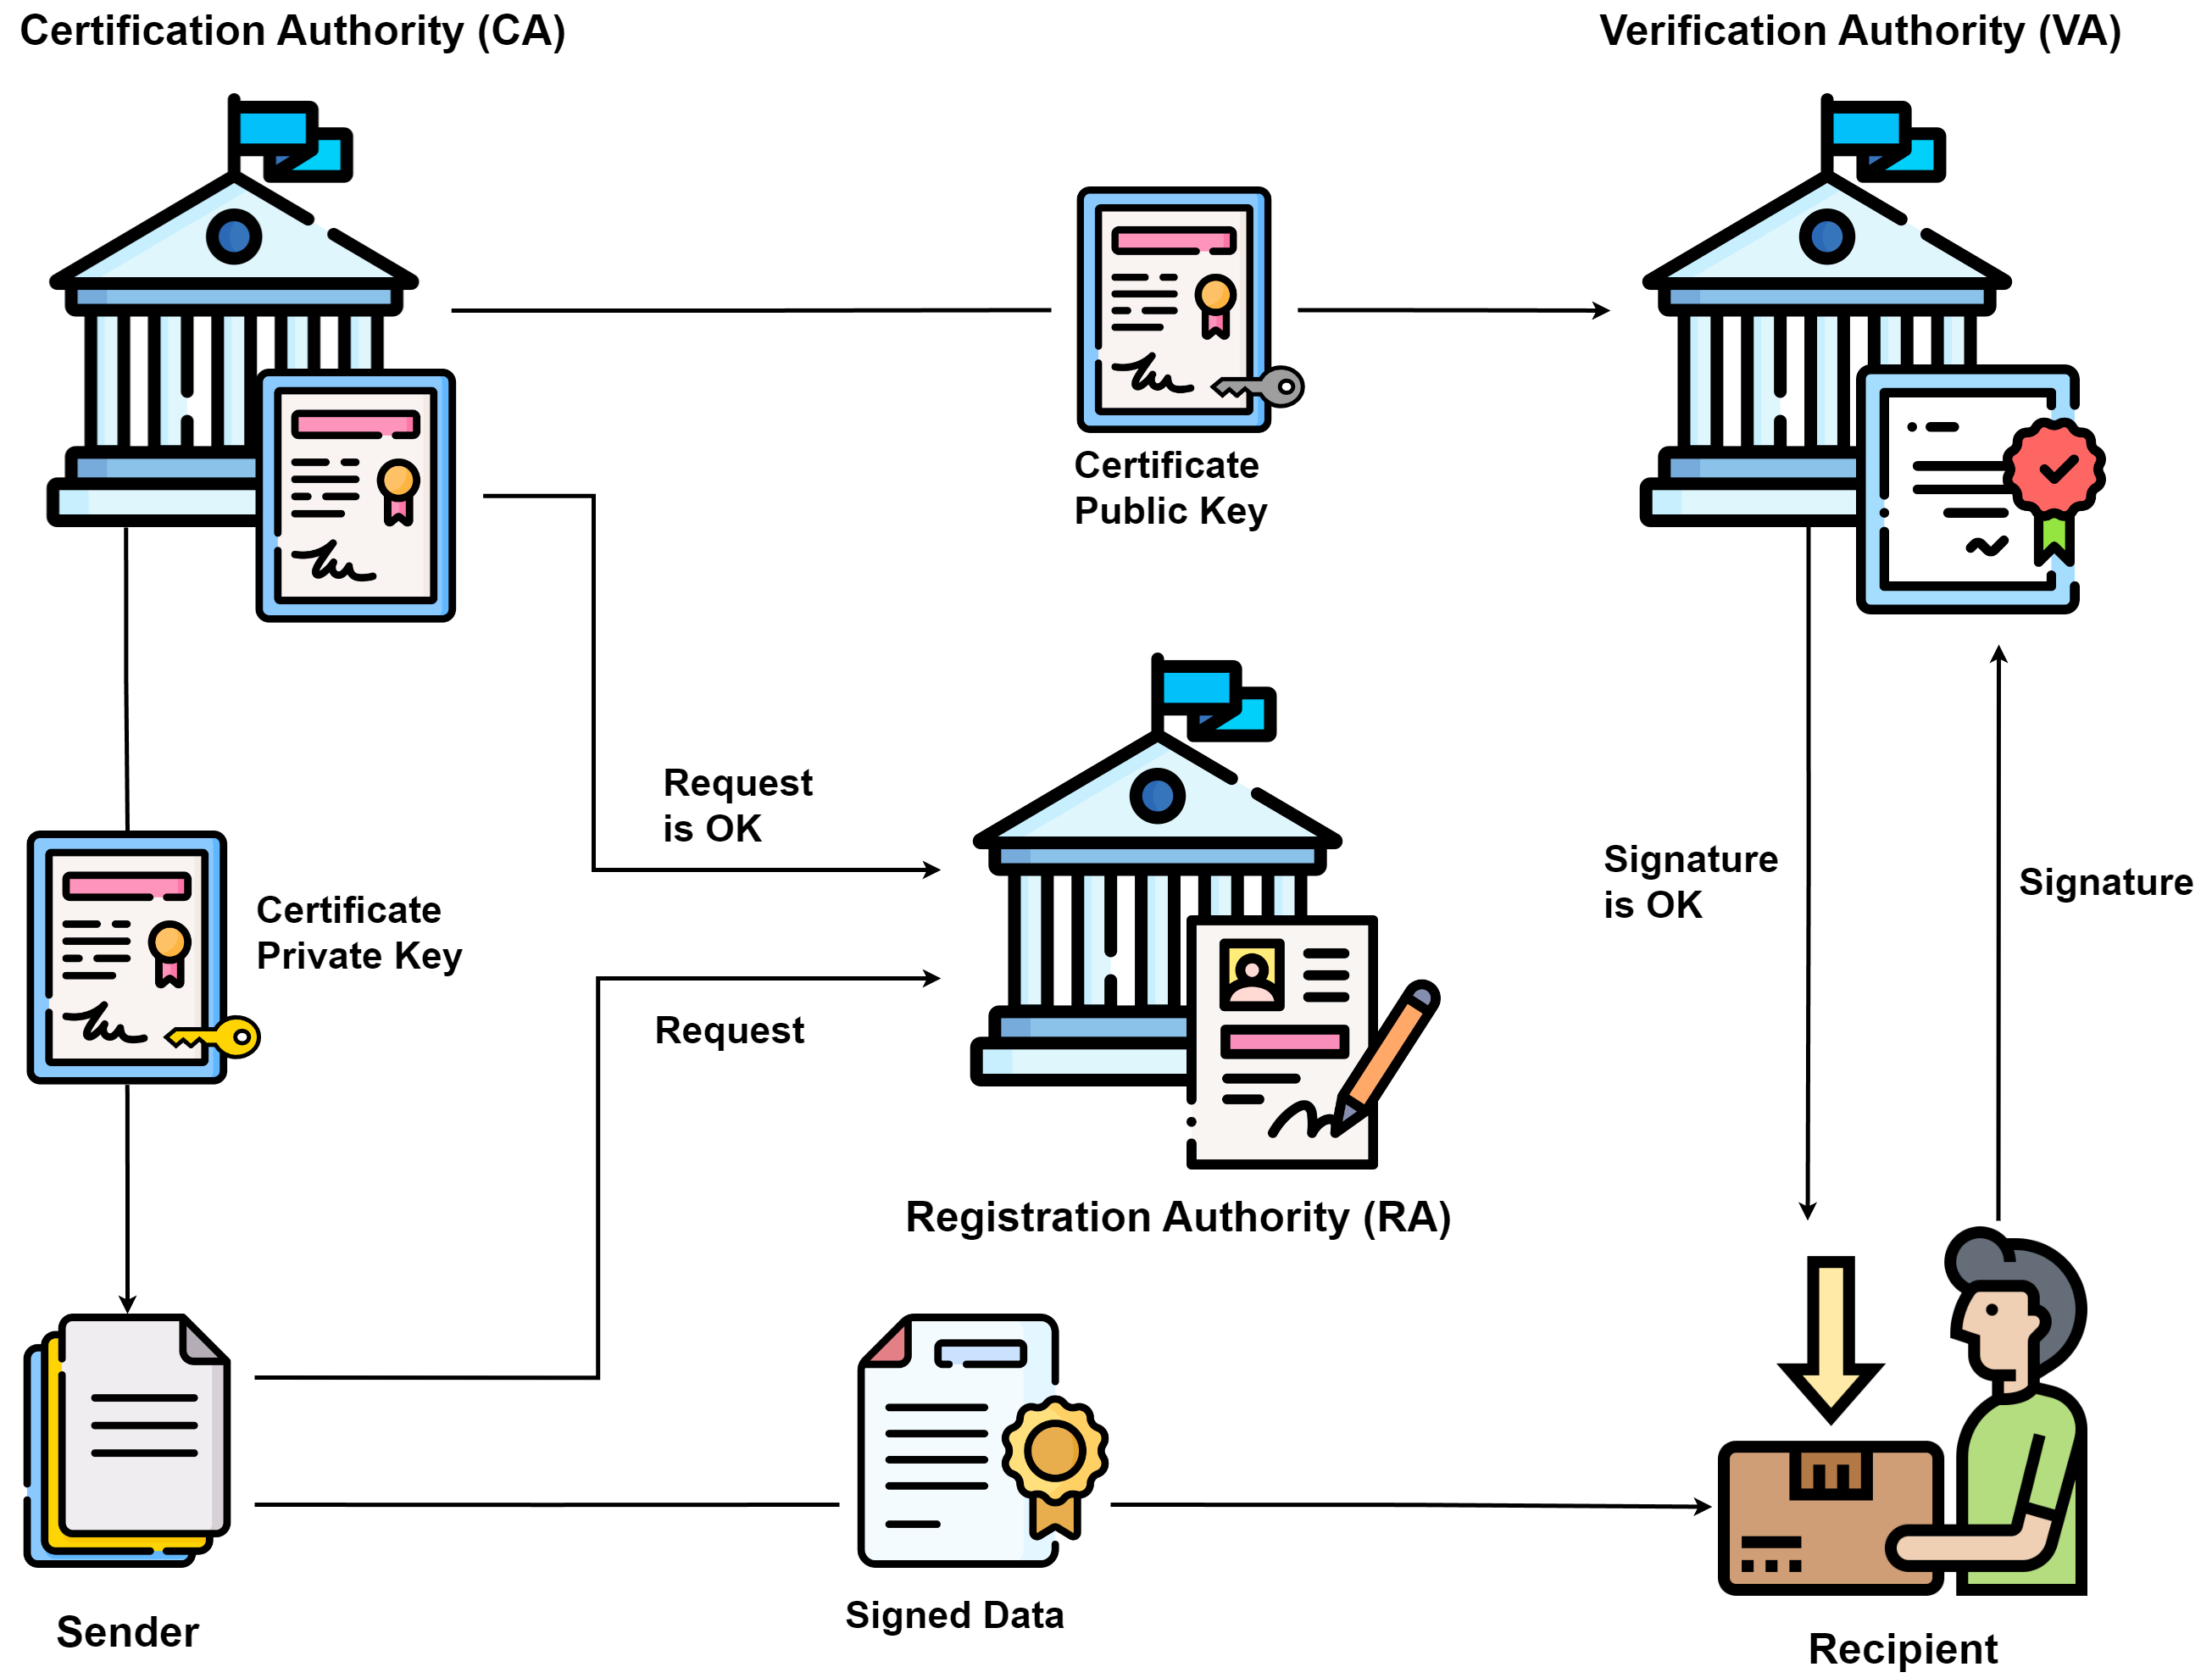 Certification Authority (CA)
Verification Authority (VA)
Certificate
Public Key
Request
is OK
Signature
is OK
Signature
Certificate
Private Key
Request
Registration Authority (RA)
Signed Data
Sender
Recipient